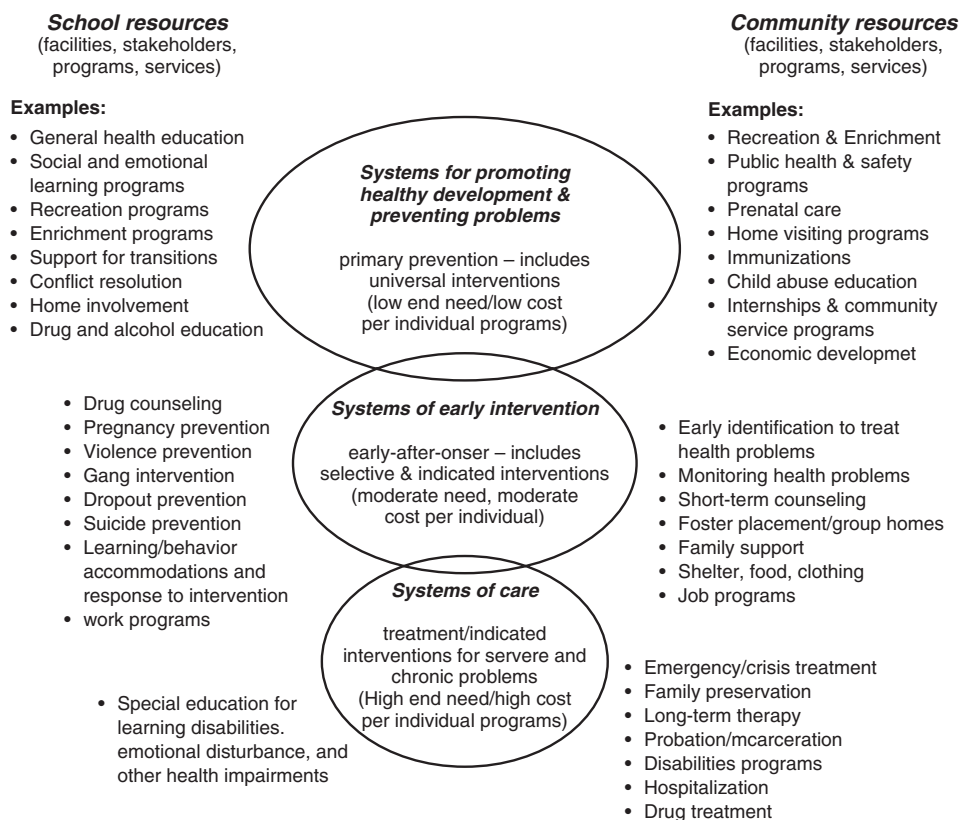 School resources
(facilities, stakeholders,
programs, services)
Examples:
• General health education
• Social and emotional
learning programs
• Recreation programs
• Enrichment programs
• Support for transitions
• Conflict resolution
• Home involvement
• Drug and alcohol education
• Drug counseling
• Pregnancy prevention
• Violence prevention
• Gang intervention
• Dropout prevention
• Suicide prevention
• Learning/behavior
accommodations and
response to intervention
• work programs
• Special education for
learning disabilities.
emotional disturbance, and
other health impairments
Systems for promoting
healthy development &
preventing problems
primary prevention – includes
universal interventions
(low end need/low cost
per individual programs)
Systems of early intervention
early-after-onser – includes
selective & indicated interventions
(moderate need, moderate
cost per individual)
Systems of care
treatment/indicated
interventions for servere and
chronic problems
(High end need/high cost
per individual programs)
Community resources
(facilities, stakeholders,
programs, services)
Examples:
• Recreation & Enrichment
• Public health & safety
programs
• Prenatal care
• Home visiting programs
• Immunizations
• Child abuse education
• Internships & community
service programs
• Economic developmet
• Early identification to treat
health problems
• Monitoring health problems
• Short-term counseling
• Foster placement/group homes
• Family support
• Shelter, food, clothing
• Job programs
• Emergency/crisis treatment
• Family preservation
• Long-term therapy
• Probation/mcarceration
• Disabilities programs
• Hospitalization
• Drug treatment